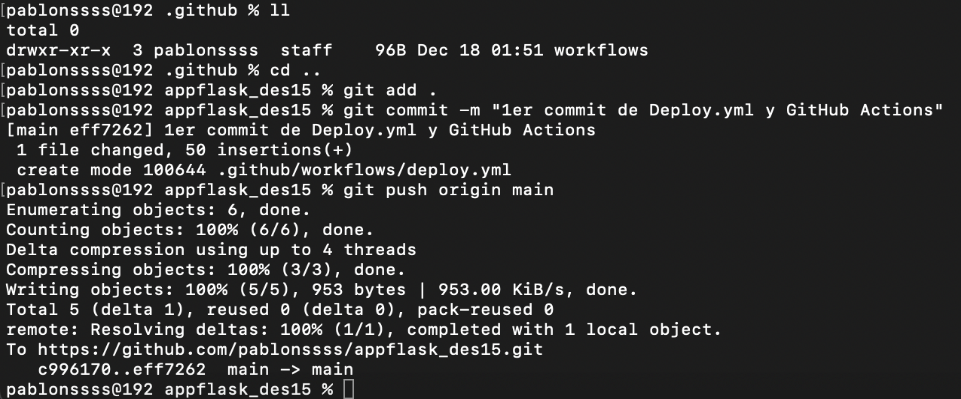 [pablonssss@192 .github % ll
total 0
drwxr-xr-x  3 pablonssss  staff    96B Dec 18 01:51 workflows
[pablonssss@192 .github % cd ..
[pablonssss@192 appflask_des15 % git add .
[pablonssss@192 appflask_des15 % git commit -m "1er commit de Deploy.yml y GitHub Actions"
[main eff7262] 1er commit de Deploy.yml y GitHub Actions
 1 file changed, 50 insertions(+)
 create mode 100644 .github/workflows/deploy.yml
[pablonssss@192 appflask_des15 % git push origin main
Enumerating objects: 6, done.
Counting objects: 100% (6/6), done.
Delta compression using up to 4 threads
Compressing objects: 100% (3/3), done.
Writing objects: 100% (5/5), 953 bytes | 953.00 KiB/s, done.
Total 5 (delta 1), reused 0 (delta 0), pack-reused 0
remote: Resolving deltas: 100% (1/1), completed with 1 local object.
To https://github.com/pablonssss/appflask_des15.git
   c996170..eff7262  main -> main
pablonssss@192 appflask_des15 %